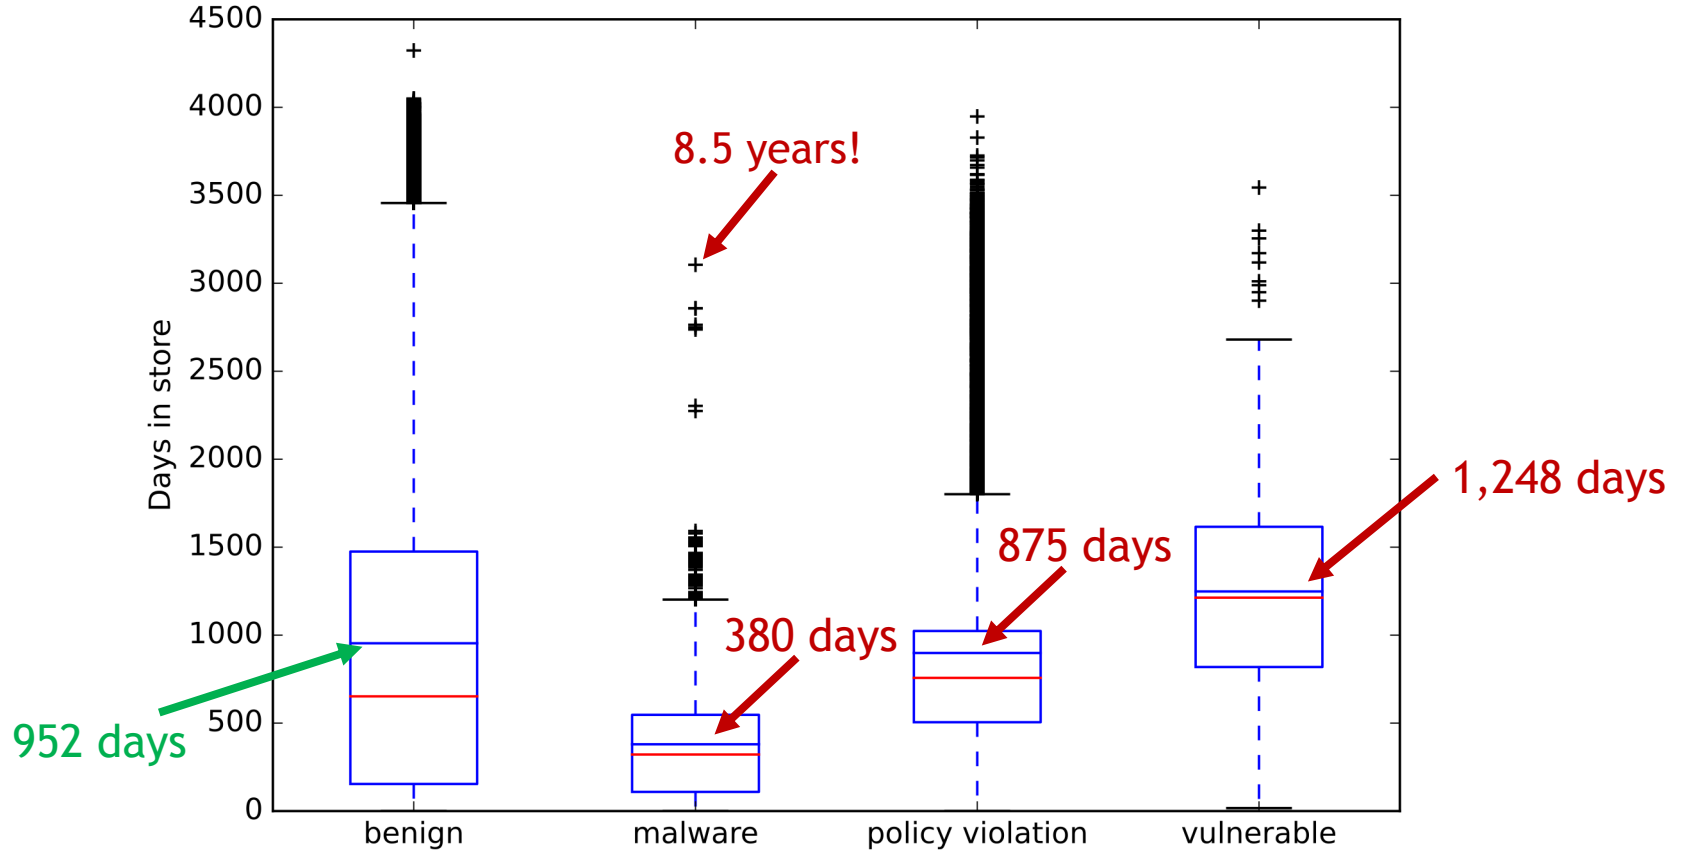 4500
4000
3500
3000
2500
2000
1500
1000
500
0
Days in store
8.5 years!
1,248 days
875 days
380 days
952 days
benign
malware
policy violation
vulnerable